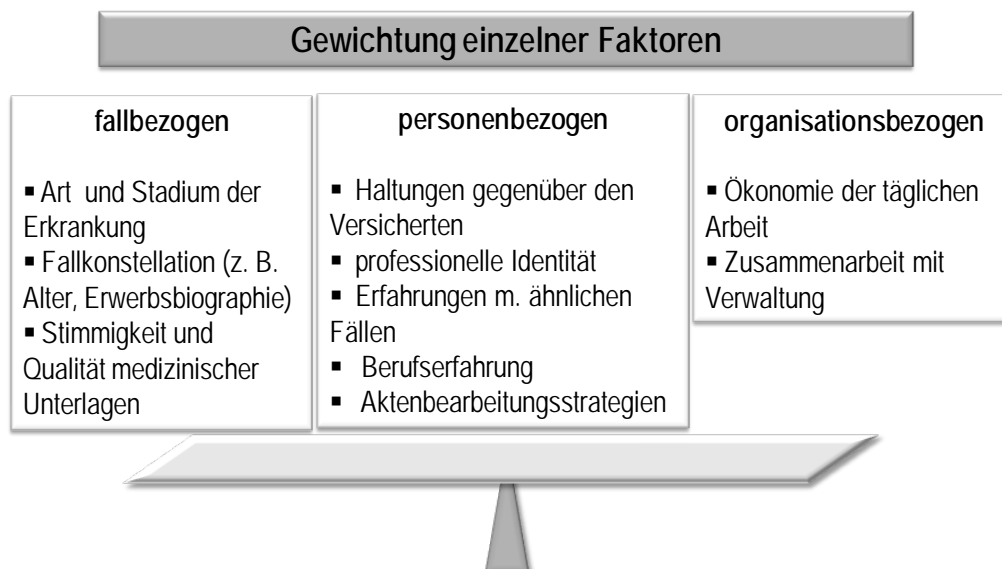 Gewichtung einzelner Faktoren
fallbezogen
▪ Art und Stadium der
Erkrankung
▪ Fallkonstellation (z. B.
Alter, Erwerbsbiographie)
▪ Stimmigkeit und
Qualität medizinischer
Unterlagen
personenbezogen
▪ Haltungen gegenüber den
Versicherten
▪ professionelle Identität
▪ Erfahrungen m. ähnlichen
Fällen
▪ Berufserfahrung
▪ Aktenbearbeitungsstrategien
organisationsbezogen
▪ Ökonomie der täglichen
Arbeit
▪ Zusammenarbeit mit
Verwaltung